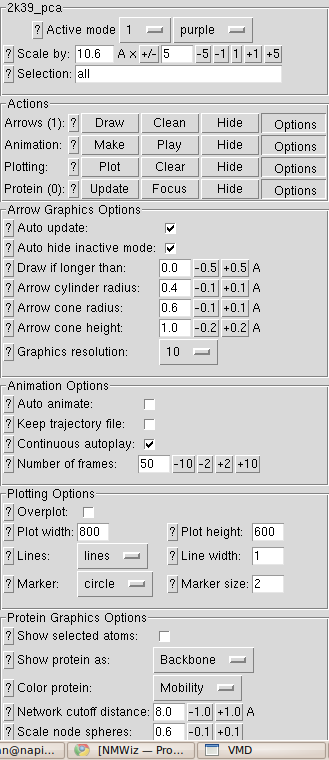 2k39_pca
? Active mode 1 purple
? Scale by: 10.6 A x +/- 5 -5 -1 1 +1 +5
? Selection: all
Actions
Arrows (1): ? Draw Clean Hide Options
Animation: ? Make Play Hide Options
Plotting: ? Plot Clear Hide Options
Protein (0): ? Update Focus Hide Options
Arrow Graphics Options
? Auto update:
? Auto hide inactive mode:
? Draw if longer than: 0.0 -0.5 +0.5 A
? Arrow cylinder radius: 0.4 -0.1 +0.1 A
? Arrow cone radius: 0.6 -0.1 +0.1 A
? Arrow cone height: 1.0 -0.2 +0.2 A
? Graphics resolution: 10
Animation Options
? Auto animate:
? Keep trajectory file:
? Continuous autoplay:
? Number of frames: 50 -10 -2 +2 +10
Plotting Options
? Overplot:
? Plot width: 800 ? Plot height: 600
? Lines: lines ? Line width: 1
? Marker: circle ? Marker size: 2
Protein Graphics Options
? Show selected atoms:
? Show protein as: Backbone
? Color protein: Mobility
? Network cutoff distance: 8.0 -1.0 +1.0 A
? Scale node spheres: 0.6 -0.1 +0.1
an@napi... [NMWiz — Pro... VMD